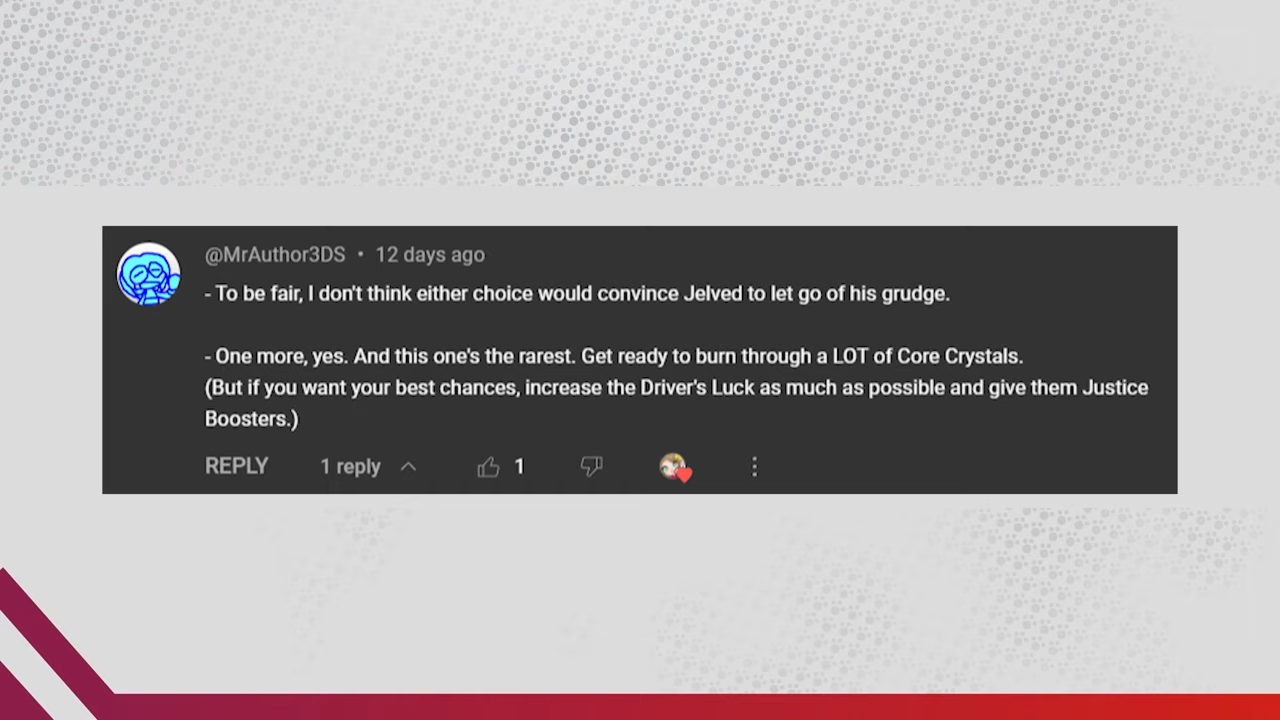 @MrAuthor3DS • 12 days ago
- To be fair, I don't think either choice would convince Jelved to let go of his grudge.
- One more, yes. And this one's the rarest. Get ready to burn through a LOT of Core Crystals.
(But if you want your best chances, increase the Driver's Luck as much as possible and give them Justice
Boosters.)
REPLY 1 reply 1